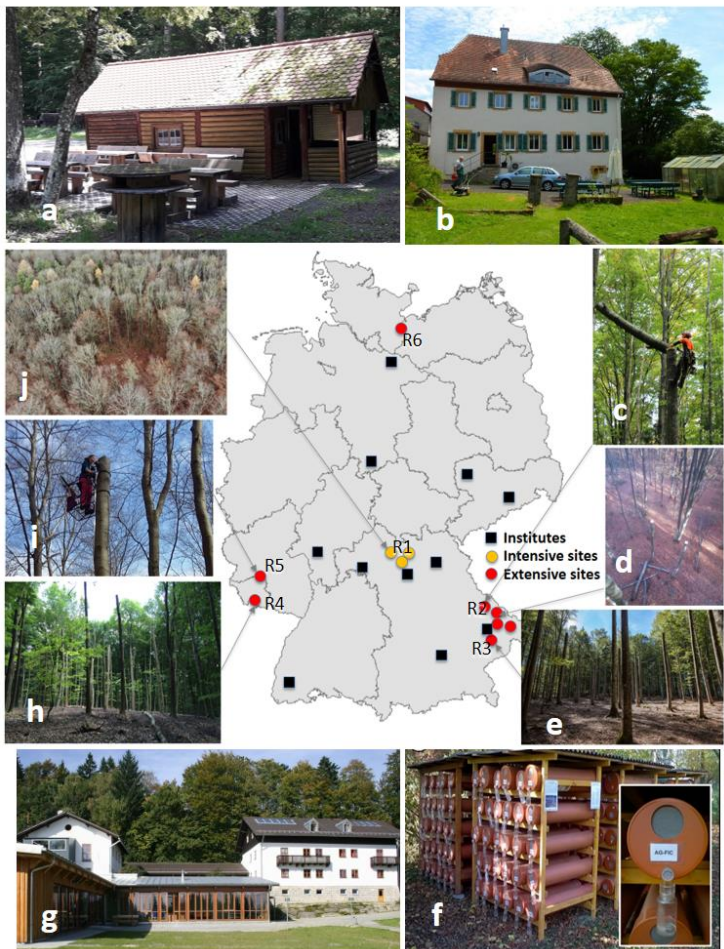 a
b
j
R6
c
i
R1
Institutes
Intensive sites
Extensive sites
d
R5
R4
R2
R3
h
e
g
f
AG-FIC